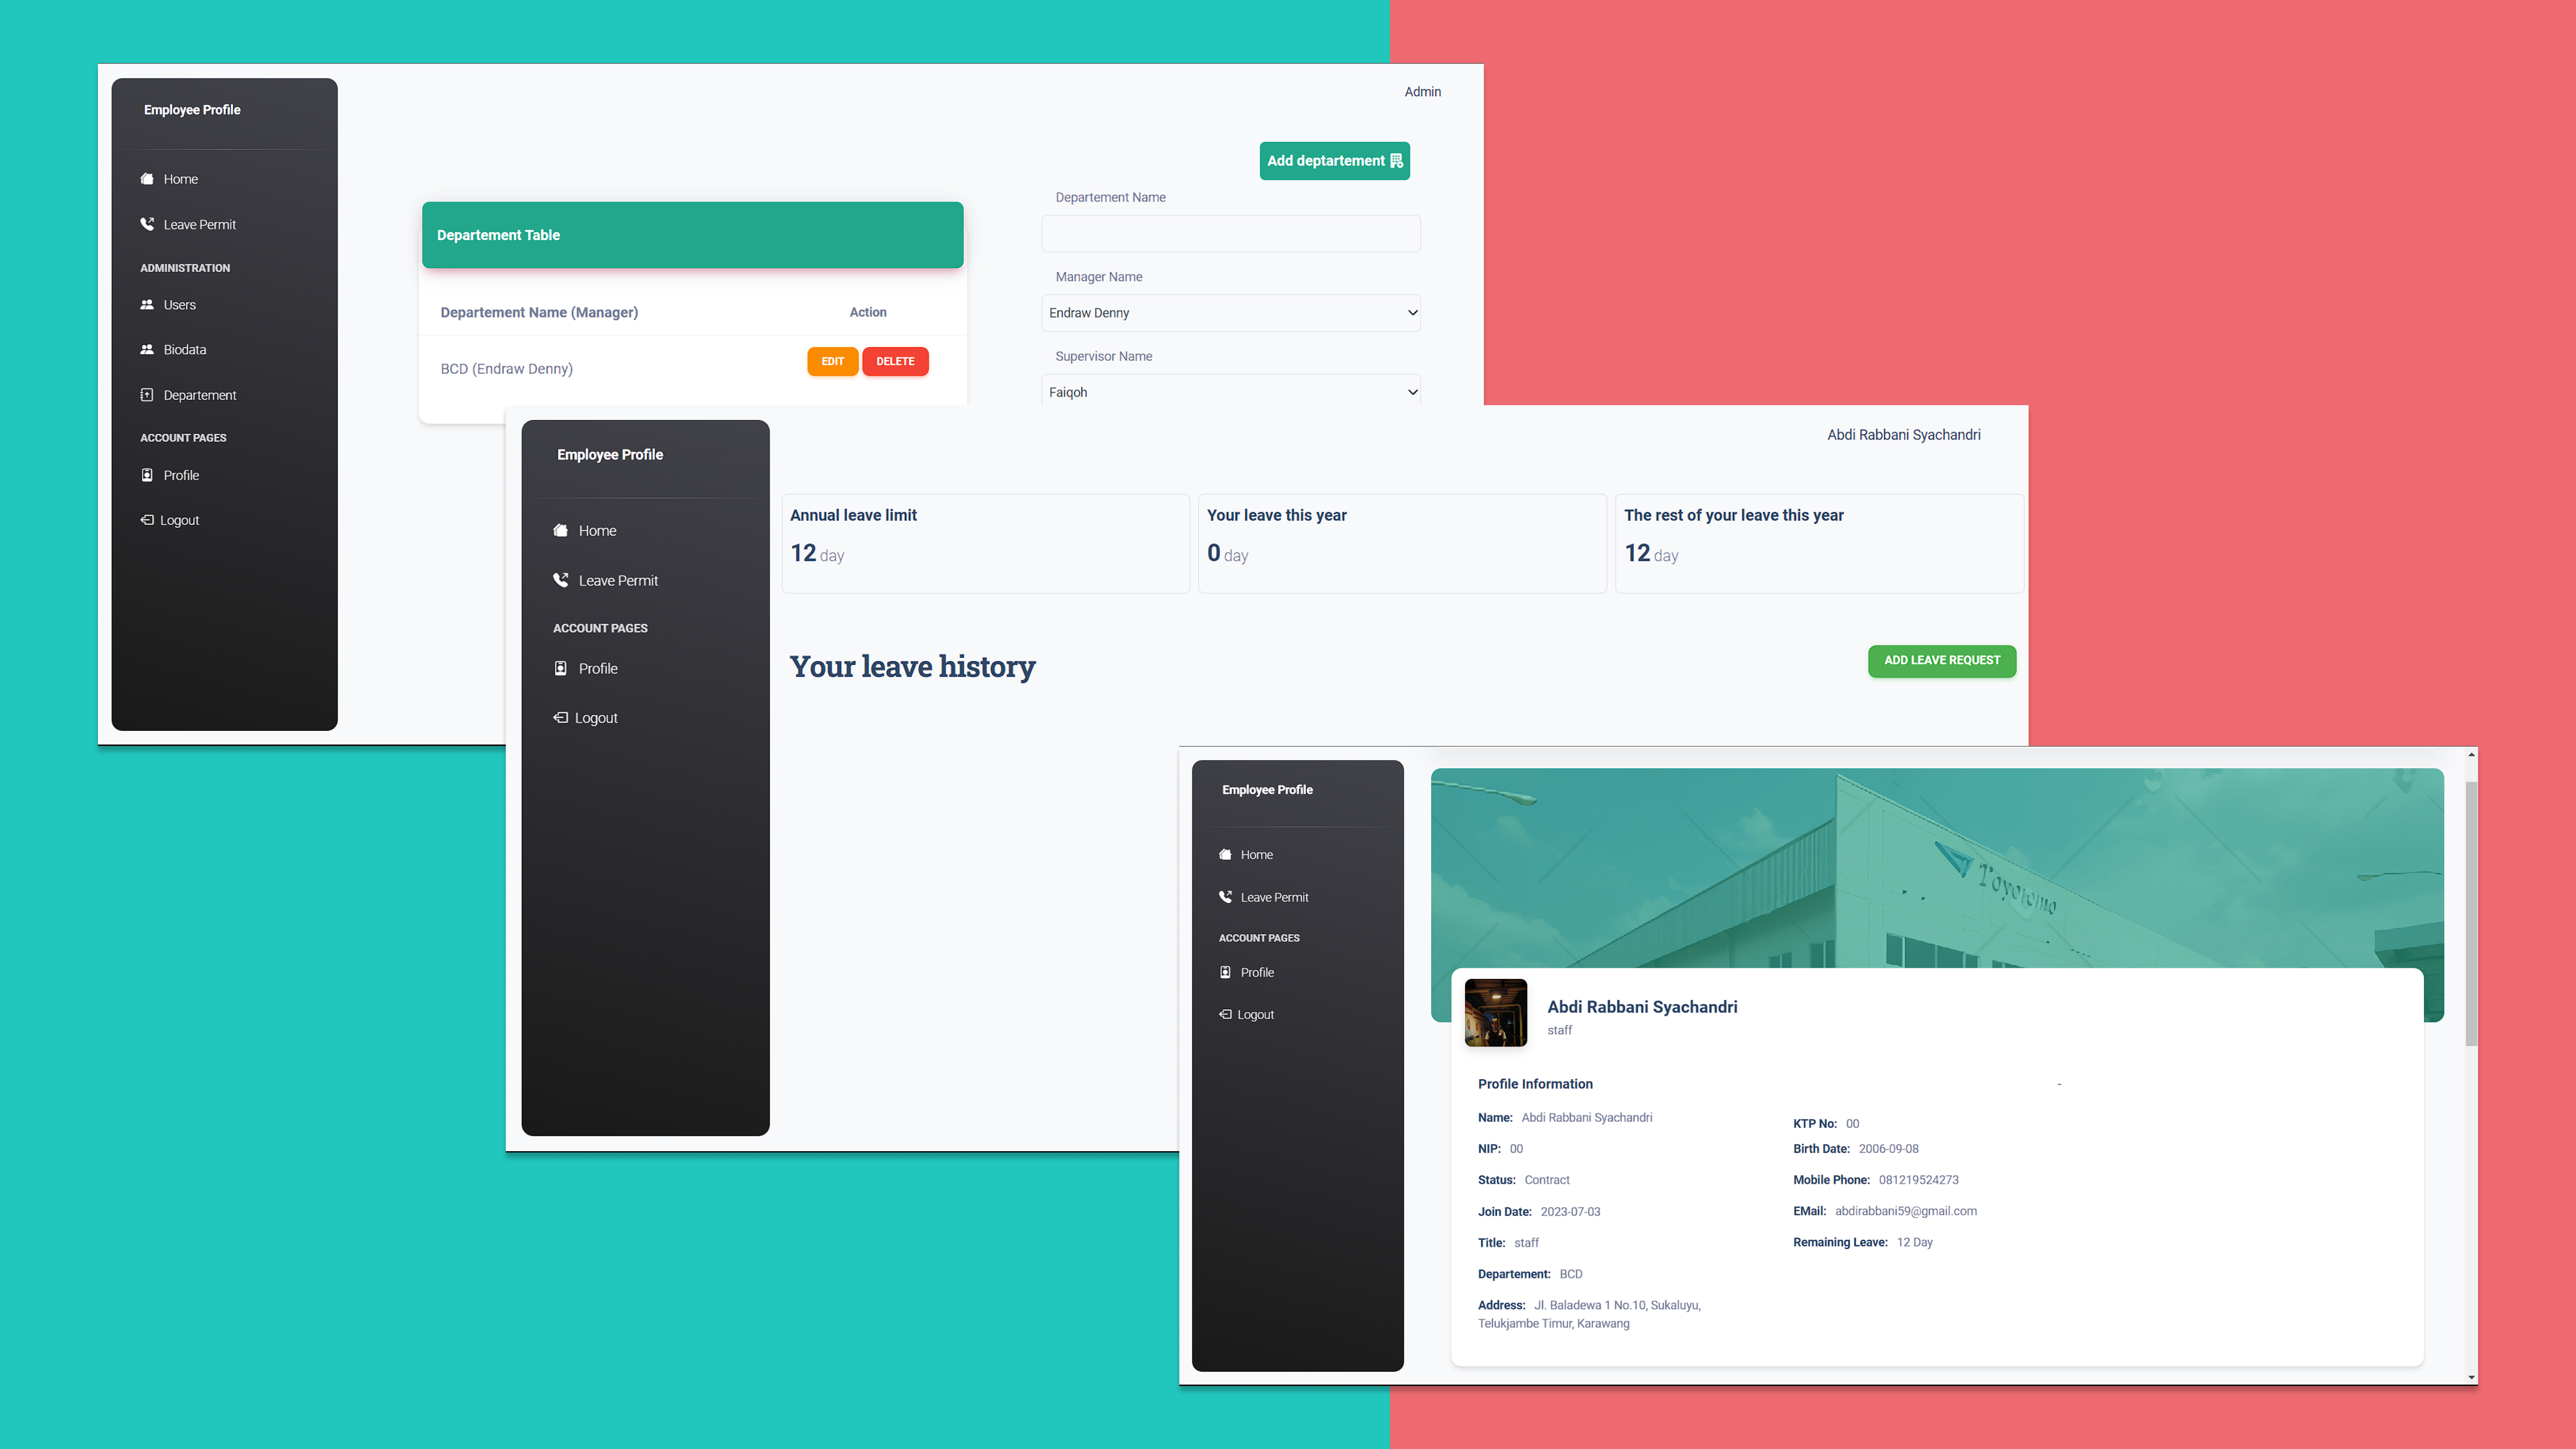 Employee Profile
Home
Leave Permit
ADMINISTRATION
Users
Biodata
Departement
ACCOUNT PAGES
Profile
Logout
Admin
Add deptartement
Departement Table
Departement Name (Manager) Action
BCD (Endraw Denny) EDIT DELETE
Departement Name
Manager Name
Endraw Denny
Supervisor Name
Faiqoh
Employee Profile
Home
Leave Permit
ACCOUNT PAGES
Profile
Logout
Abdi Rabbani Syachandri
Annual leave limit
12 day
Your leave this year
0 day
The rest of your leave this year
12 day
Your leave history
ADD LEAVE REQUEST
Employee Profile
Home
Leave Permit
ACCOUNT PAGES
Profile
Logout
Toyotomo
Abdi Rabbani Syachandri
staff
Profile Information
-
Name: Abdi Rabbani Syachandri
NIP: 00
Status: Contract
Join Date: 2023-07-03
Title: staff
Departement: BCD
Address: Jl. Baladewa 1 No.10, Sukaluyu,
Telukjambe Timur, Karawang
KTP No: 00
Birth Date: 2006-09-08
Mobile Phone: 081219524273
EMail: abdirabbani59@gmail.com
Remaining Leave: 12 Day